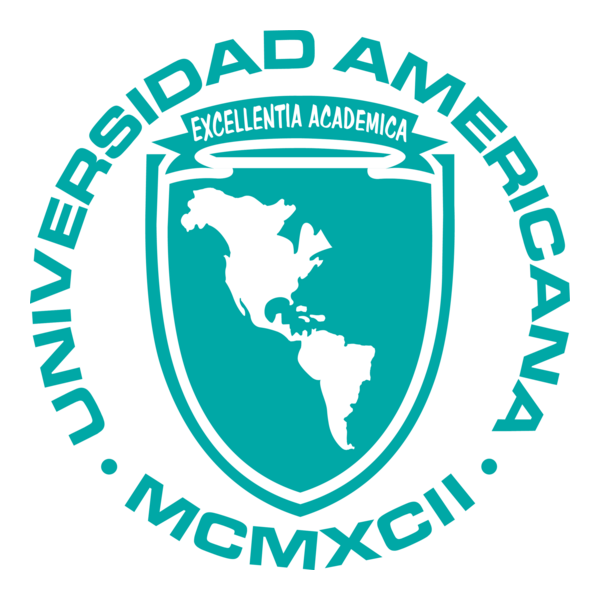 UNIVERSIDAD AMERICANA
EXCELLENTIA ACADEMICA
• MCMXCII •